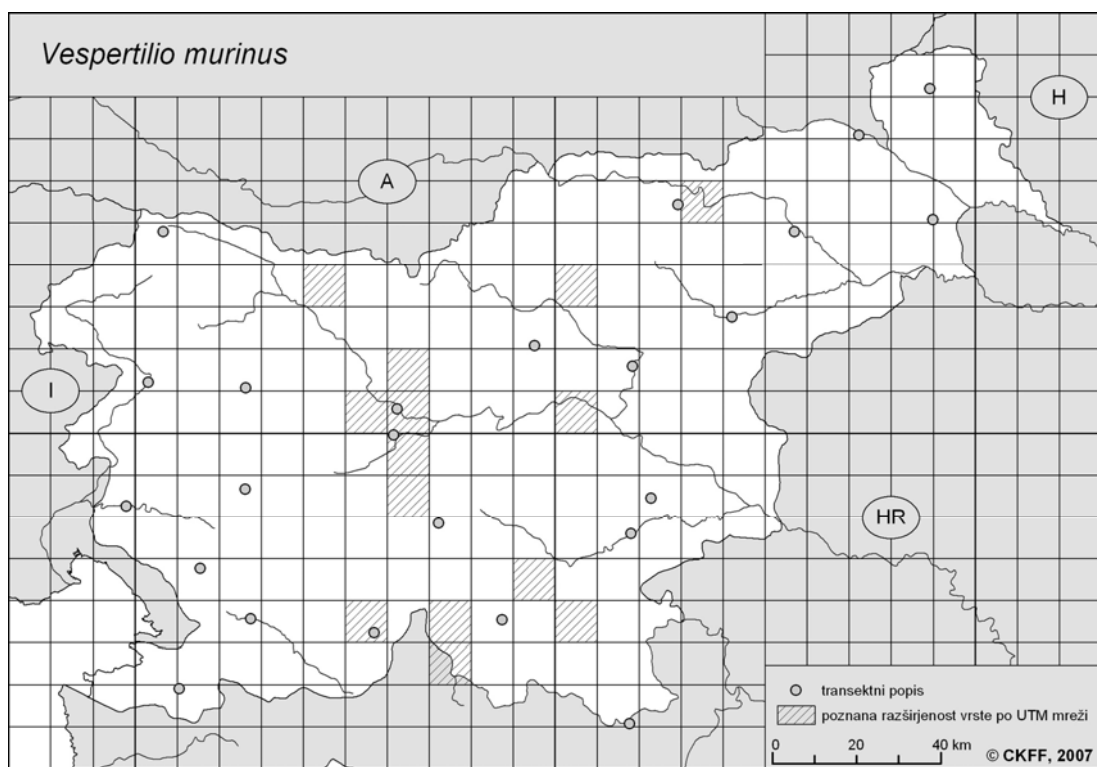 Vespertilio murinus
H
A
I
HR
transektni popis
poznana razširjenost vrste po UTM mreži
0 20 40 km
© CKFF, 2007